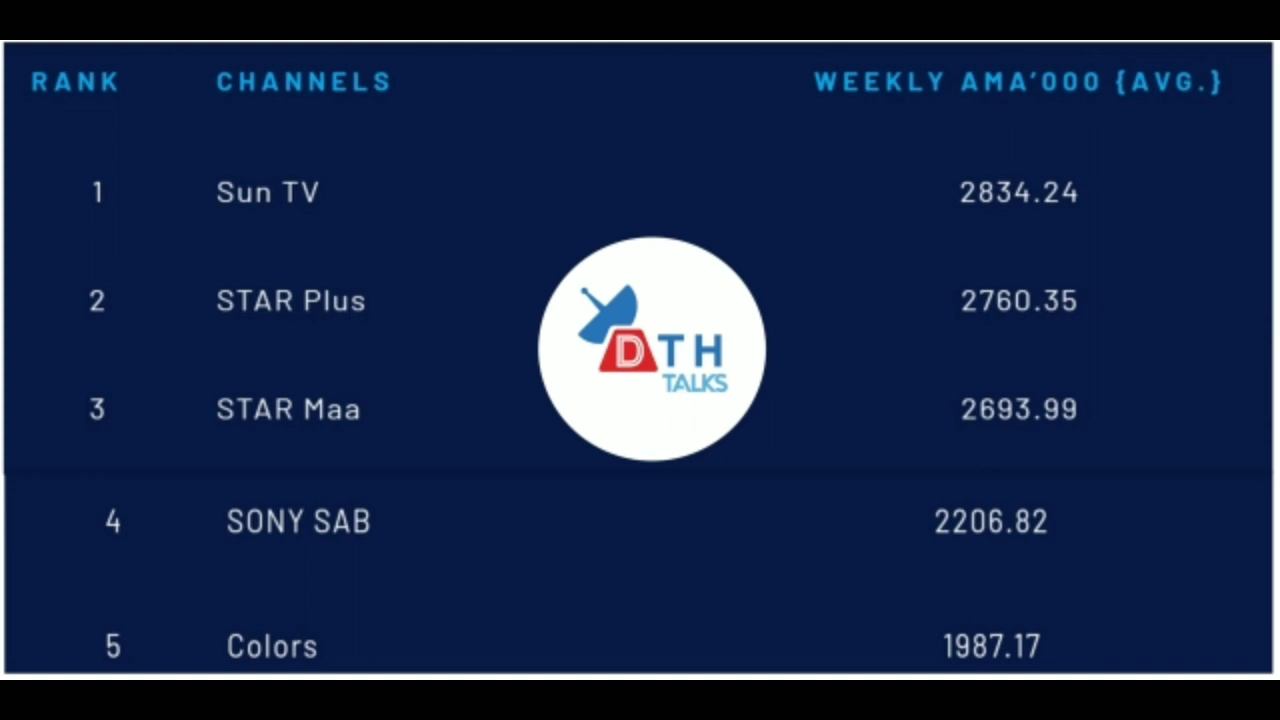 RANK CHANNELS WEEKLY AMA'000 {AVG.}
1 Sun TV 2834.24
2 STAR Plus 2760.35
DTH
TALKS
3 STAR Maa 2693.99
4 SONY SAB 2206.82
5 Colors 1987.17